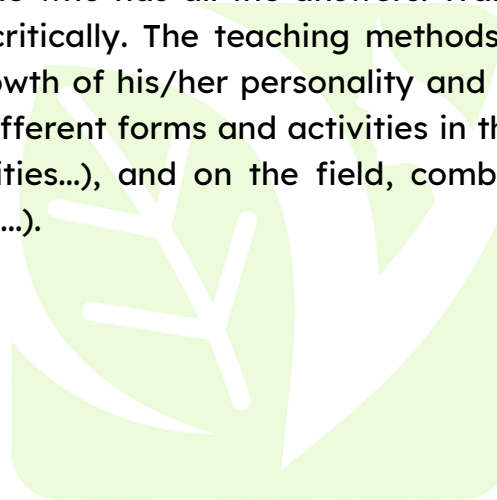 critically. The teaching methods
owth of his/her personality and
fferent forms and activities in th
ities...), and on the field, comb
...).